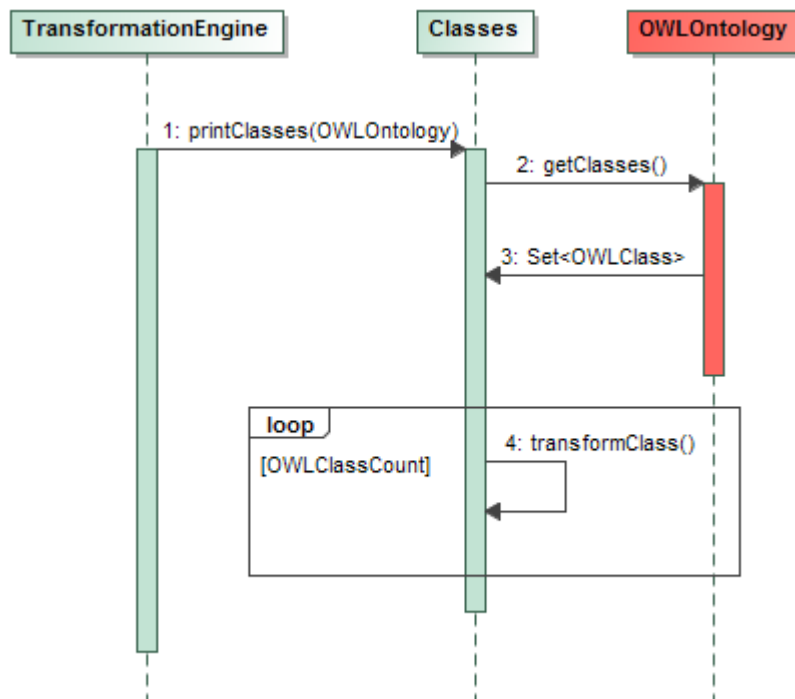 TransformationEngine
Classes
OWLOntology
1: printClasses(OWLOntology)
2: getClasses()
3: Set<OWLClass>
loop
4: transformClass()
[OWLClassCount]